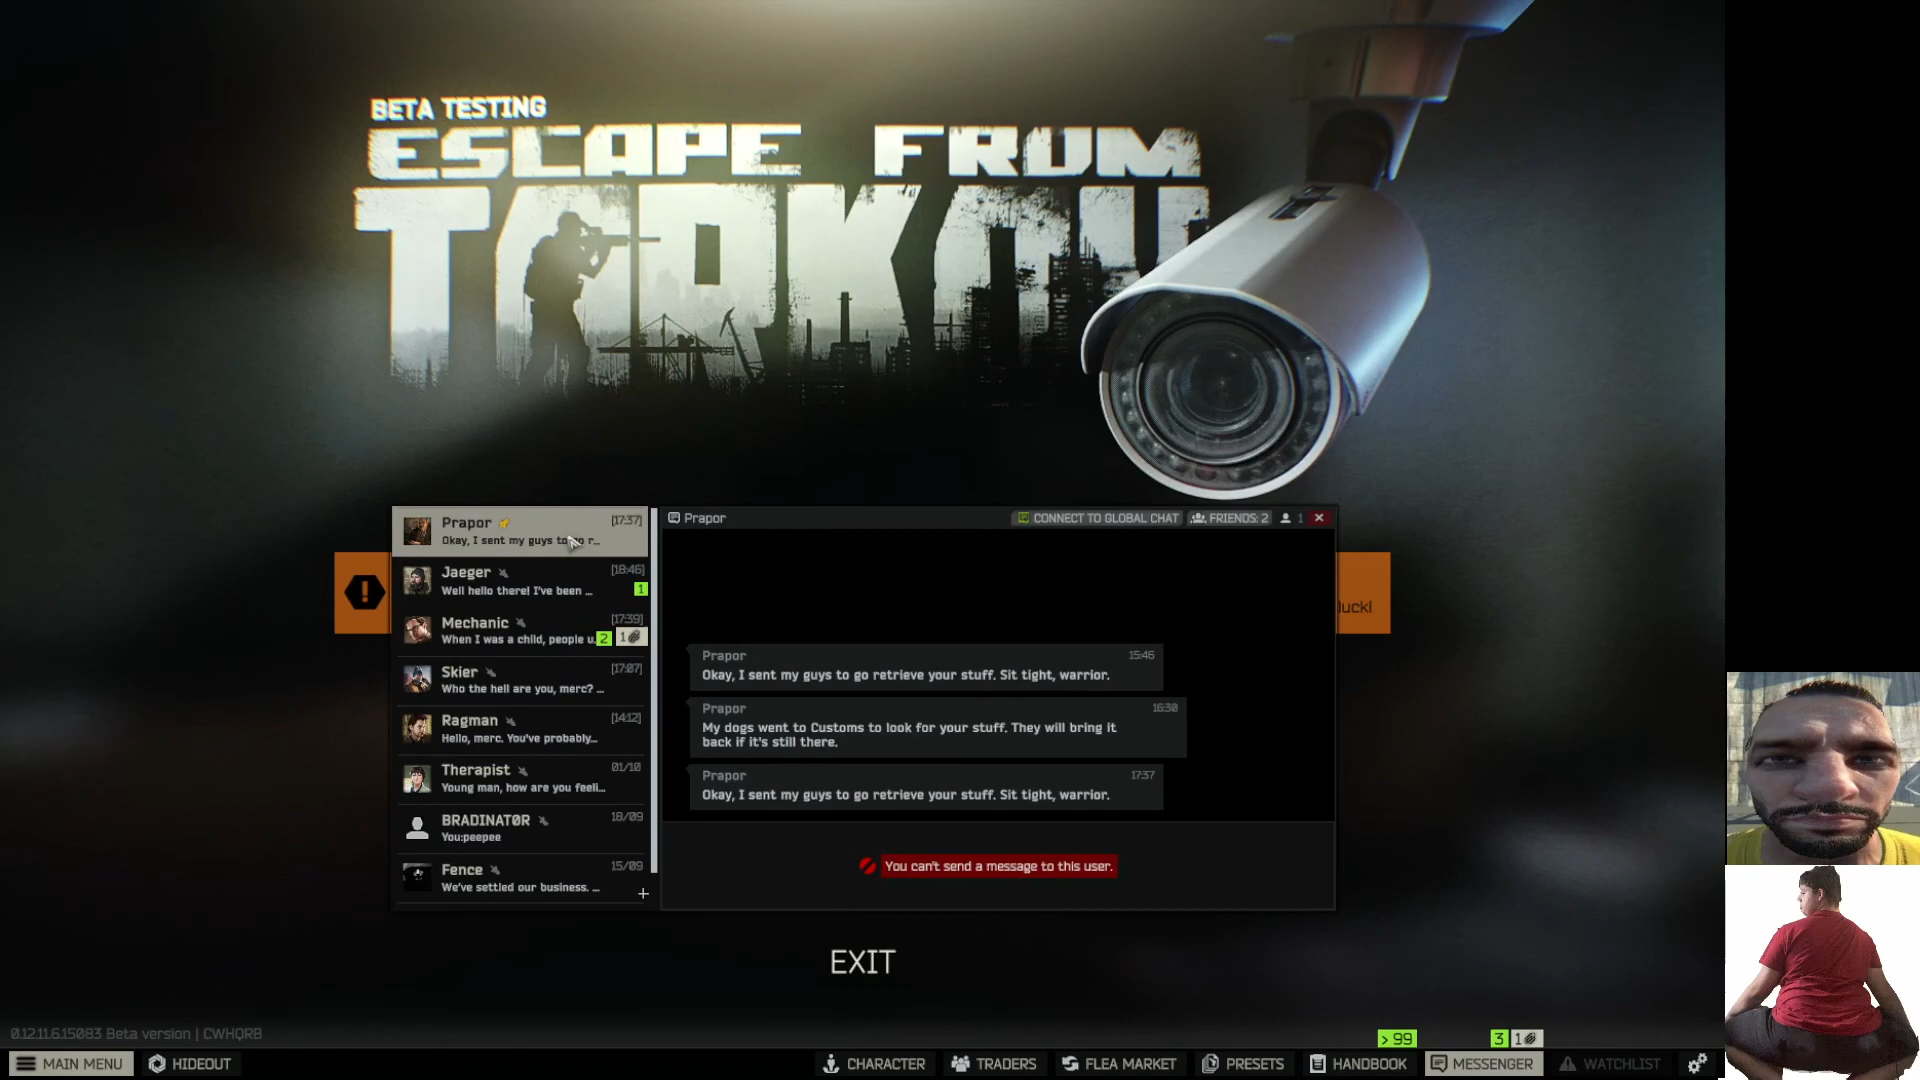 BETA TESTING
ESCAPE FROM
TARKOV
Prapor [17:37]
Okay, I sent my guys to go r...
Jaeger [18:46]
Well hello there! I've been ... 1
Mechanic [17:39]
When I was a child, people u... 2 1
Skier [17:07]
Who the hell are you, merc? ...
Ragman [14:12]
Hello, merc. You've probably...
Therapist 01/10
Young man, how are you feeli...
BRADINAT0R 18/09
You:peepee
Fence 15/09
We've settled our business. ...
+
Prapor CONNECT TO GLOBAL CHAT FRIENDS: 2 1
Prapor 15:46
Okay, I sent my guys to go retrieve your stuff. Sit tight, warrior.
Prapor 16:30
My dogs went to Customs to look for your stuff. They will bring it
back if it's still there.
Prapor 17:37
Okay, I sent my guys to go retrieve your stuff. Sit tight, warrior.
You can't send a message to this user.
luck!
EXIT
0.12.11.6.15083 Beta version | CWHQRB
> 99 3 1
MAIN MENU HIDEOUT CHARACTER TRADERS FLEA MARKET PRESETS HANDBOOK MESSENGER WATCHLIST